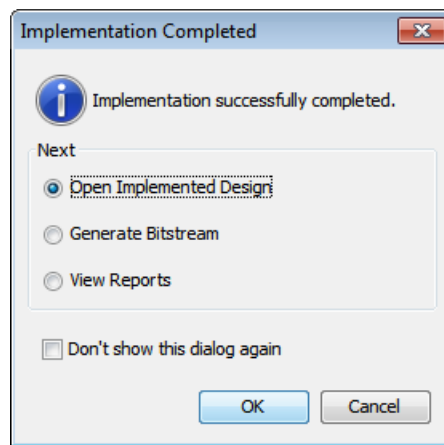 Implementation Completed
Implementation successfully completed.
Next
Open Implemented Design
Generate Bitstream
View Reports
Don't show this dialog again
OK Cancel